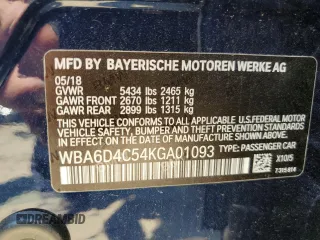 MFD BY BAYERISCHE MOTOREN WERKE AG
05/18
GVWR 5434 lbs 2465 kg
GAWR FRONT 2670 lbs 1211 kg
GAWR REAR 2899 lbs 1315 kg
THIS VEHICLE CONFORMS TO ALL APPLICABLE
U.S. FEDERAL MOTOR VEHICLE SAFETY,
BUMPER, AND THEFT PREVENTION STANDARDS
IN EFFECT ON THE DATE OF MANUFACTURE
SHOWN ABOVE.
WBA6D4C54KGA01093
TYPE: PASSENGER CAR
X10/5
DREAMBID